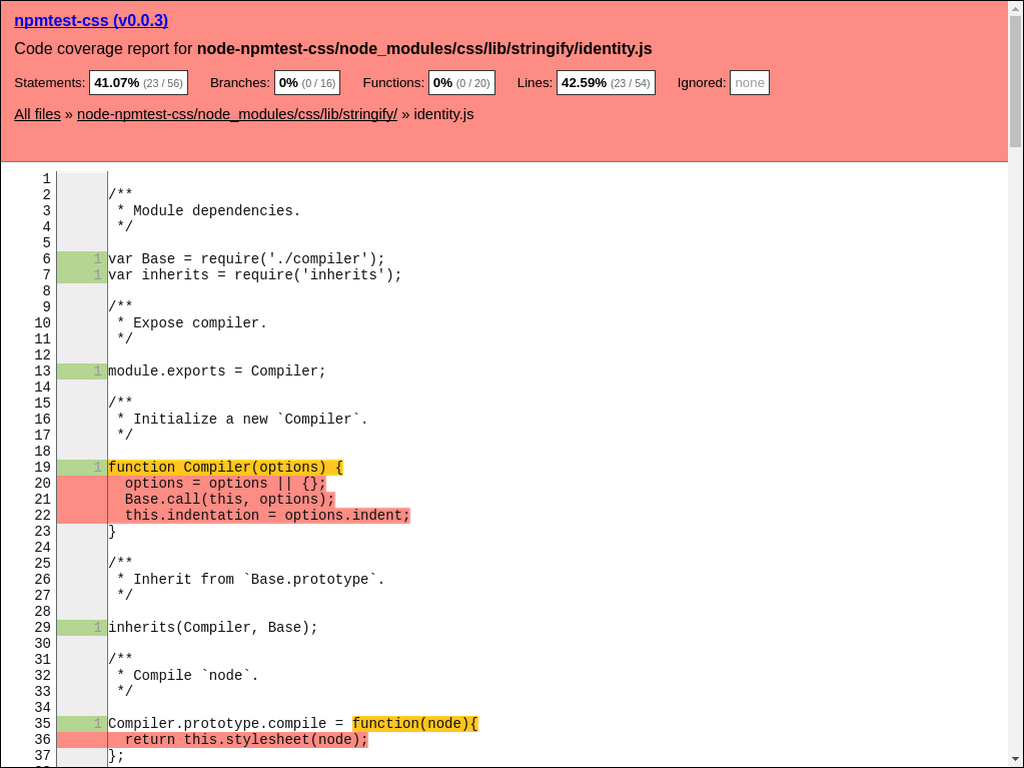 npmtest-css (v0.0.3)
Code coverage report for node-npmtest-css/node_modules/css/lib/stringify/identity.js
Statements: 41.07% (23 / 56) Branches: 0% (0 / 16) Functions: 0% (0 / 20) Lines: 42.59% (23 / 54) Ignored: none
All files » node-npmtest-css/node_modules/css/lib/stringify/ » identity.js
1
2 /**
3  * Module dependencies.
4  */
5
6 1 var Base = require('./compiler');
7 1 var inherits = require('inherits');
8
9 /**
10  * Expose compiler.
11  */
12
13 1 module.exports = Compiler;
14
15 /**
16  * Initialize a new `Compiler`.
17  */
18
19 1 function Compiler(options) {
20   options = options || {};
21   Base.call(this, options);
22   this.indentation = options.indent;
23 }
24
25 /**
26  * Inherit from `Base.prototype`.
27  */
28
29 1 inherits(Compiler, Base);
30
31 /**
32  * Compile `node`.
33  */
34
35 1 Compiler.prototype.compile = function(node){
36   return this.stylesheet(node);
37 };